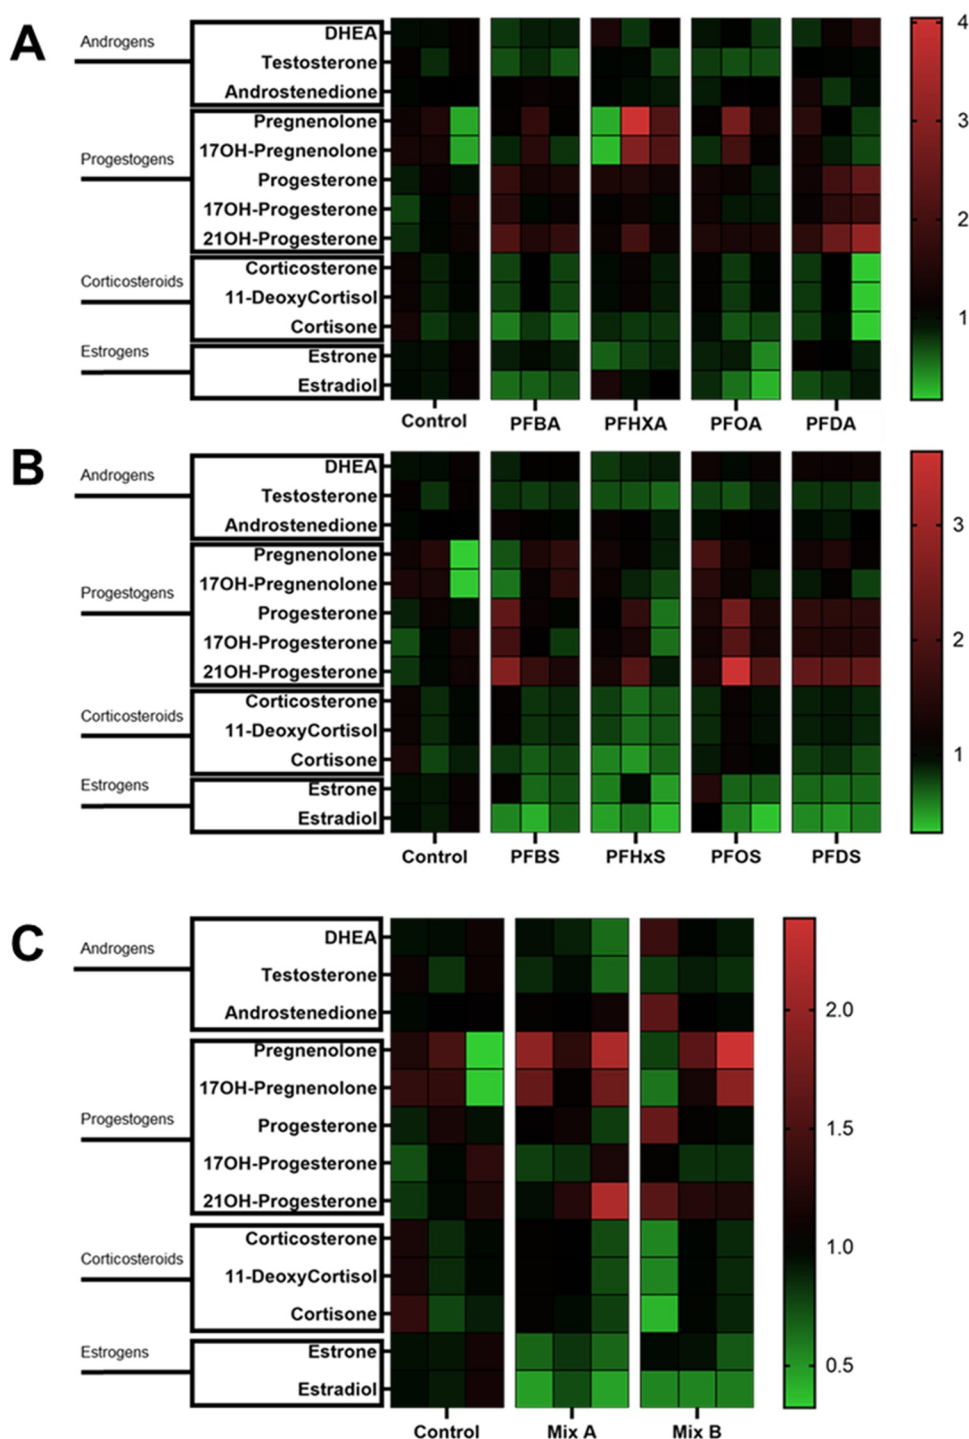 A
Androgens
DHEA
Testosterone
Androstenedione
Progestogens
Pregnenolone
17OH-Pregnenolone
Progesterone
17OH-Progesterone
21OH-Progesterone
Corticosteroids
Corticosterone
11-DeoxyCortisol
Cortisone
Estrogens
Estrone
Estradiol
Control PFBA PFHXA PFOA PFDA
4
3
2
1
B
Androgens
DHEA
Testosterone
Androstenedione
Progestogens
Pregnenolone
17OH-Pregnenolone
Progesterone
17OH-Progesterone
21OH-Progesterone
Corticosteroids
Corticosterone
11-DeoxyCortisol
Cortisone
Estrogens
Estrone
Estradiol
Control PFBS PFHxS PFOS PFDS
3
2
1
C
Androgens
DHEA
Testosterone
Androstenedione
Progestogens
Pregnenolone
17OH-Pregnenolone
Progesterone
17OH-Progesterone
21OH-Progesterone
Corticosteroids
Corticosterone
11-DeoxyCortisol
Cortisone
Estrogens
Estrone
Estradiol
Control Mix A Mix B
2.0
1.5
1.0
0.5